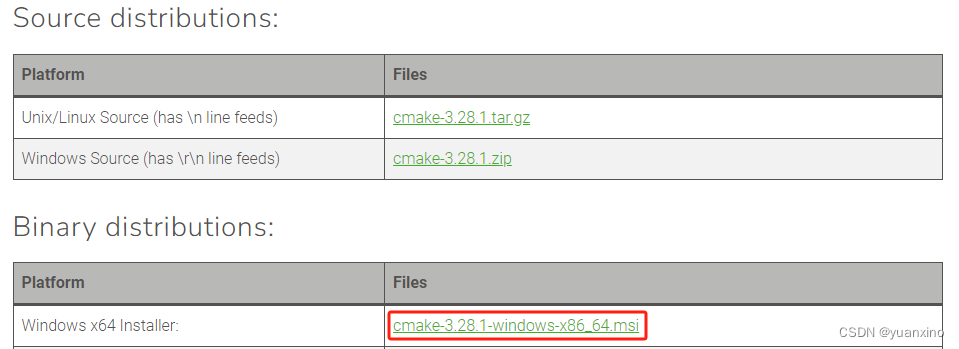 Source distributions:
Platform Files
Unix/Linux Source (has \n line feeds) cmake-3.28.1.tar.gz
Windows Source (has \r\n line feeds) cmake-3.28.1.zip
Binary distributions:
Platform Files
Windows x64 Installer: cmake-3.28.1-windows-x86_64.msi
CSDN @yuanxino